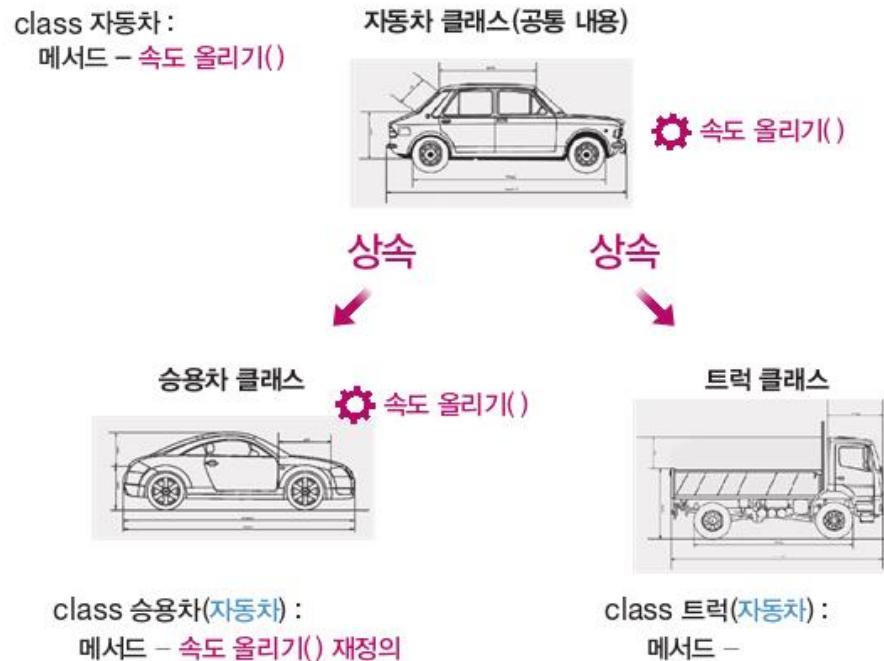 class 자동차 :
메서드 – 속도 올리기( )
자동차 클래스(공통 내용)
속도 올리기( )
상속
상속
승용차 클래스
속도 올리기( )
트럭 클래스
class 승용차(자동차) :
메서드 – 속도 올리기( ) 재정의
class 트럭(자동차) :
메서드 –